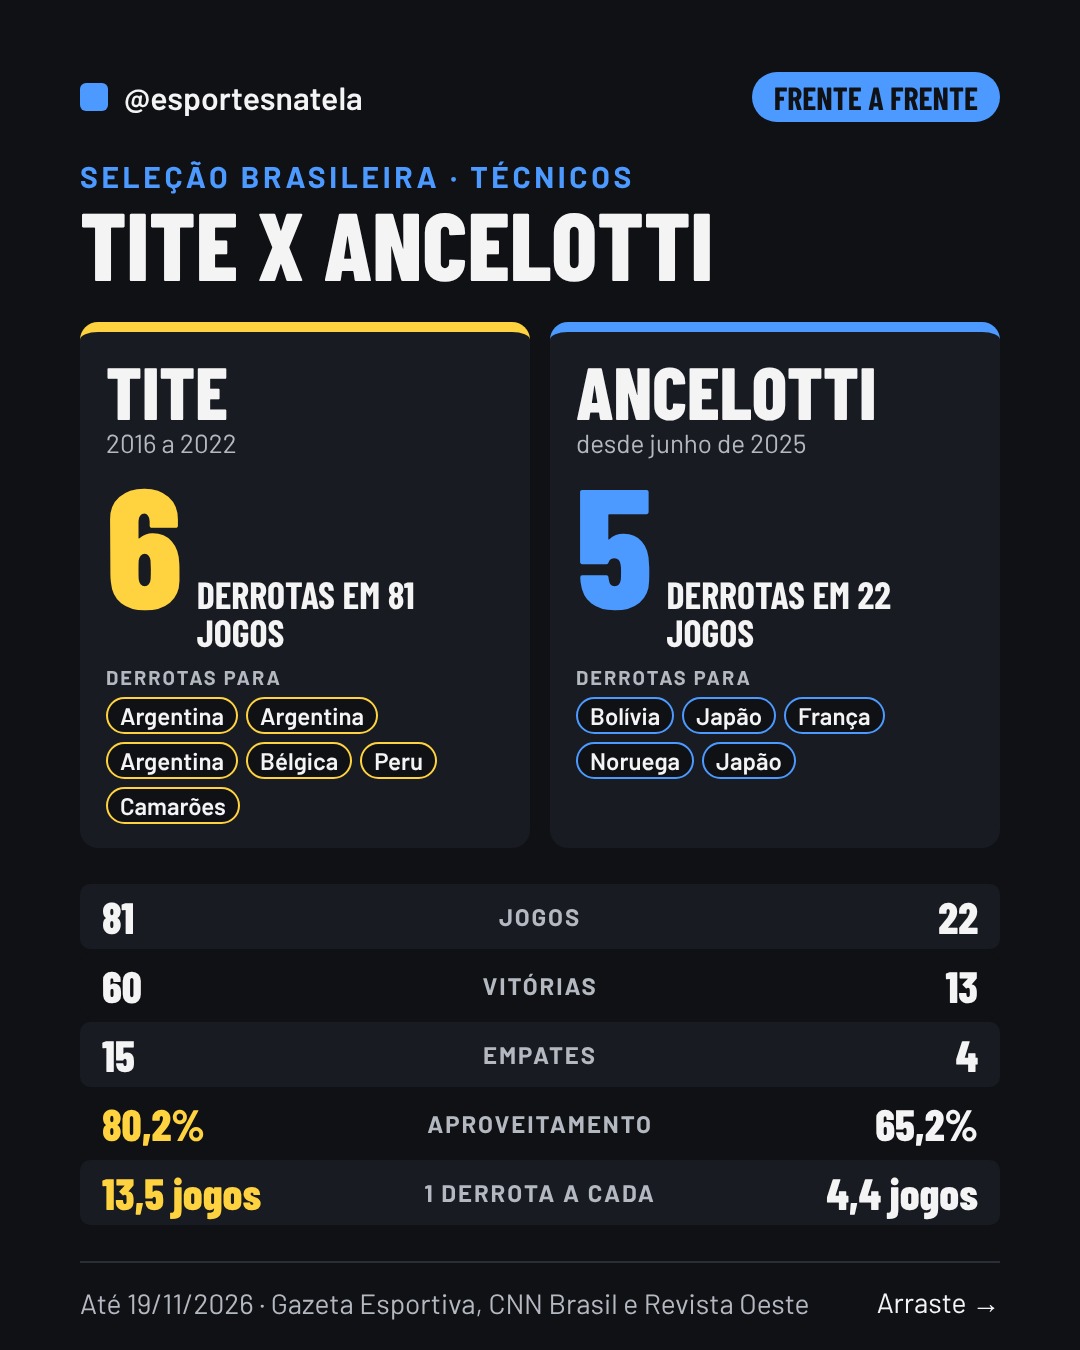 @esportesnatela
FRENTE A FRENTE
SELEÇÃO BRASILEIRA · TÉCNICOS
TITE X ANCELOTTI
TITE
2016 a 2022
6 DERROTAS EM 81
JOGOS
DERROTAS PARA
Argentina Argentina
Argentina Bélgica Peru
Camarões
ANCELOTTI
desde junho de 2025
5 DERROTAS EM 22
JOGOS
DERROTAS PARA
Bolívia Japão França
Noruega Japão
81 JOGOS 22
60 VITÓRIAS 13
15 EMPATES 4
80,2% APROVEITAMENTO 65,2%
13,5 jogos 1 DERROTA A CADA 4,4 jogos
Até 19/11/2026 · Gazeta Esportiva, CNN Brasil e Revista Oeste
Arraste →